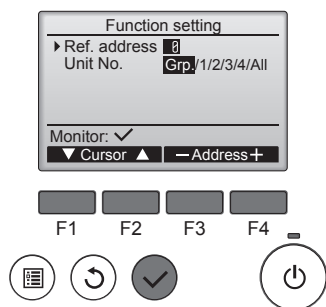 Function setting
Ref. address 0
Unit No. Grp./1/2/3/4/All
Monitor: ✓
▼ Cursor ▲ −Address+
F1 F2 F3 F4